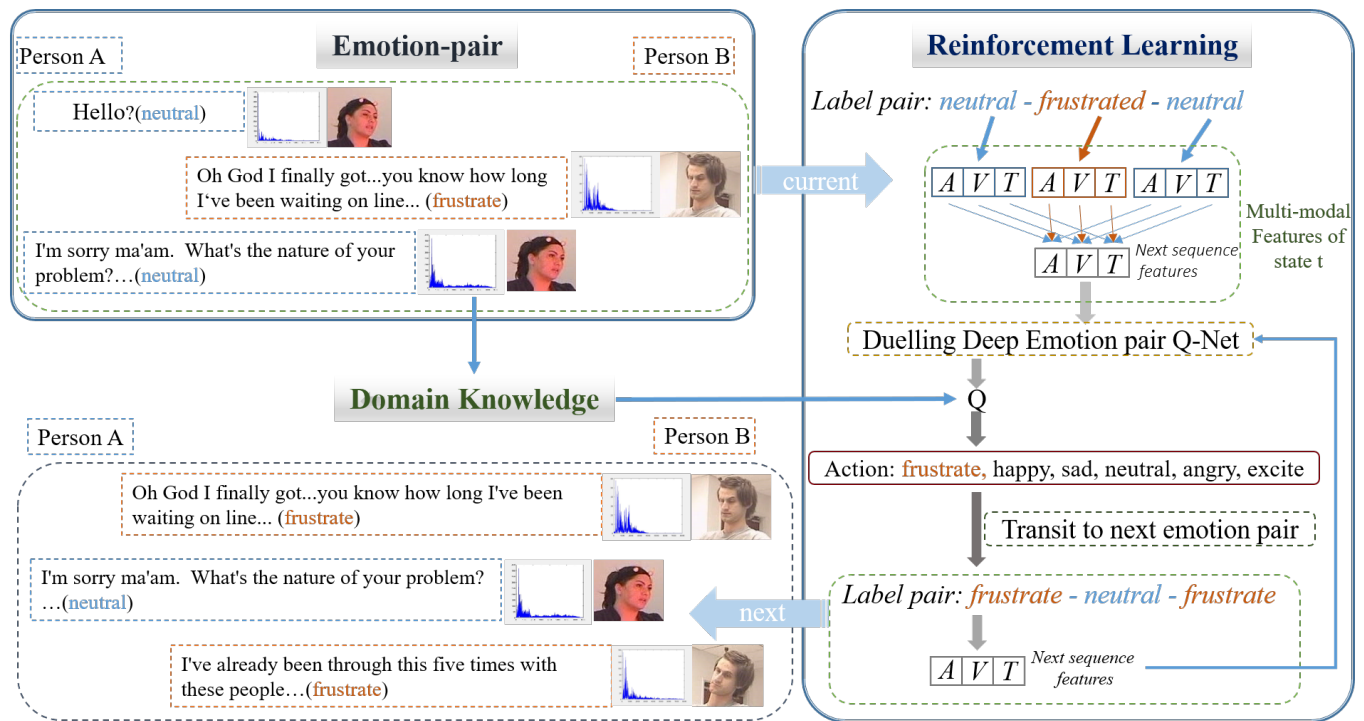 Emotion-pair
Person A
Person B
Hello?(neutral)
Oh God I finally got...you know how long
I‘ve been waiting on line... (frustrate)
I'm sorry ma'am. What's the nature of your
problem?…(neutral)
current
Domain Knowledge
Person A
Person B
Oh God I finally got...you know how long I've been
waiting on line... (frustrate)
I'm sorry ma'am. What's the nature of your problem?
…(neutral)
I've already been through this five times with
these people…(frustrate)
next
Reinforcement Learning
Label pair: neutral - frustrated - neutral
A V T A V T A V T
A V T
Next sequence
features
Multi-modal
Features of
state t
Duelling Deep Emotion pair Q-Net
Q
Action: frustrate, happy, sad, neutral, angry, excite
Transit to next emotion pair
Label pair: frustrate - neutral - frustrate
A V T
Next sequence
features